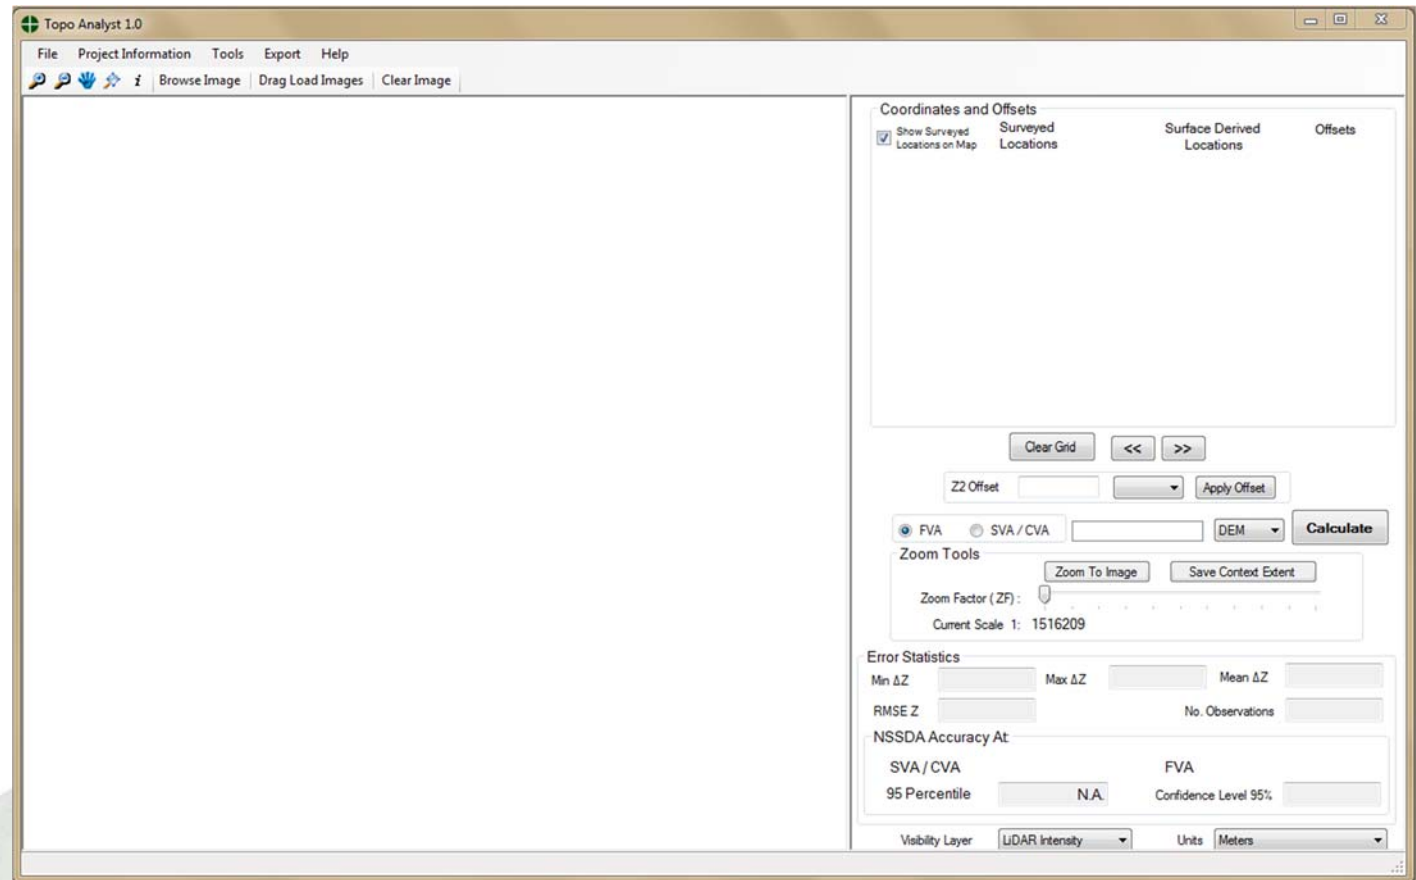 Topo Analyst 1.0
File Project Information Tools Export Help
i Browse Image Drag Load Images Clear Image
Coordinates and Offsets
Show Surveyed Locations on Map
Surveyed Locations
Surface Derived Locations
Offsets
Clear Grid << >>
Z2 Offset Apply Offset
FVA SVA / CVA DEM Calculate
Zoom Tools
Zoom To Image Save Context Extent
Zoom Factor ( ZF ) :
Current Scale 1: 1516209
Error Statistics
Min ΔZ Max ΔZ Mean ΔZ
RMSE Z No. Observations
NSSDA Accuracy At:
SVA / CVA FVA
95 Percentile N.A. Confidence Level 95%
Visibility Layer LiDAR Intensity Units Meters